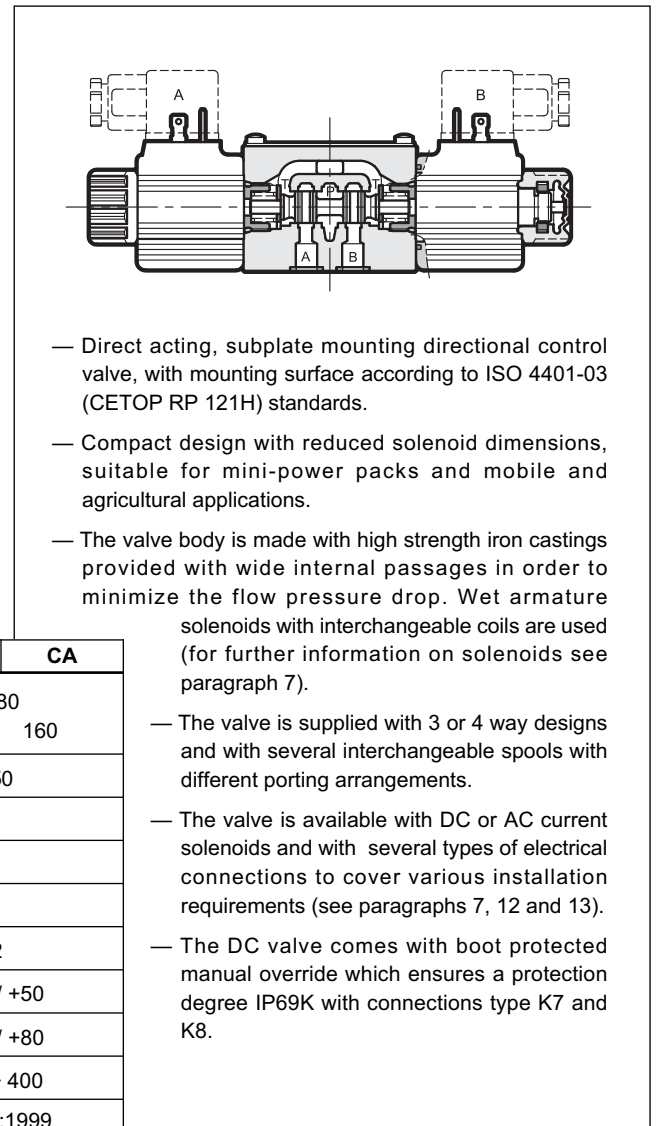 A
B
T
P
T
A
B
— Direct acting, subplate mounting directional control
valve, with mounting surface according to ISO 4401-03
(CETOP RP 121H) standards.
— Compact design with reduced solenoid dimensions,
suitable for mini-power packs and mobile and
agricultural applications.
— The valve body is made with high strength iron castings
provided with wide internal passages in order to
minimize the flow pressure drop. Wet armature
solenoids with interchangeable coils are used
(for further information on solenoids see
paragraph 7).
— The valve is supplied with 3 or 4 way designs
and with several interchangeable spools with
different porting arrangements.
— The valve is available with DC or AC current
solenoids and with several types of electrical
connections to cover various installation
requirements (see paragraphs 7, 12 and 13).
— The DC valve comes with boot protected
manual override which ensures a protection
degree IP69K with connections type K7 and
K8.
CA
160
+50
+80
400
:1999